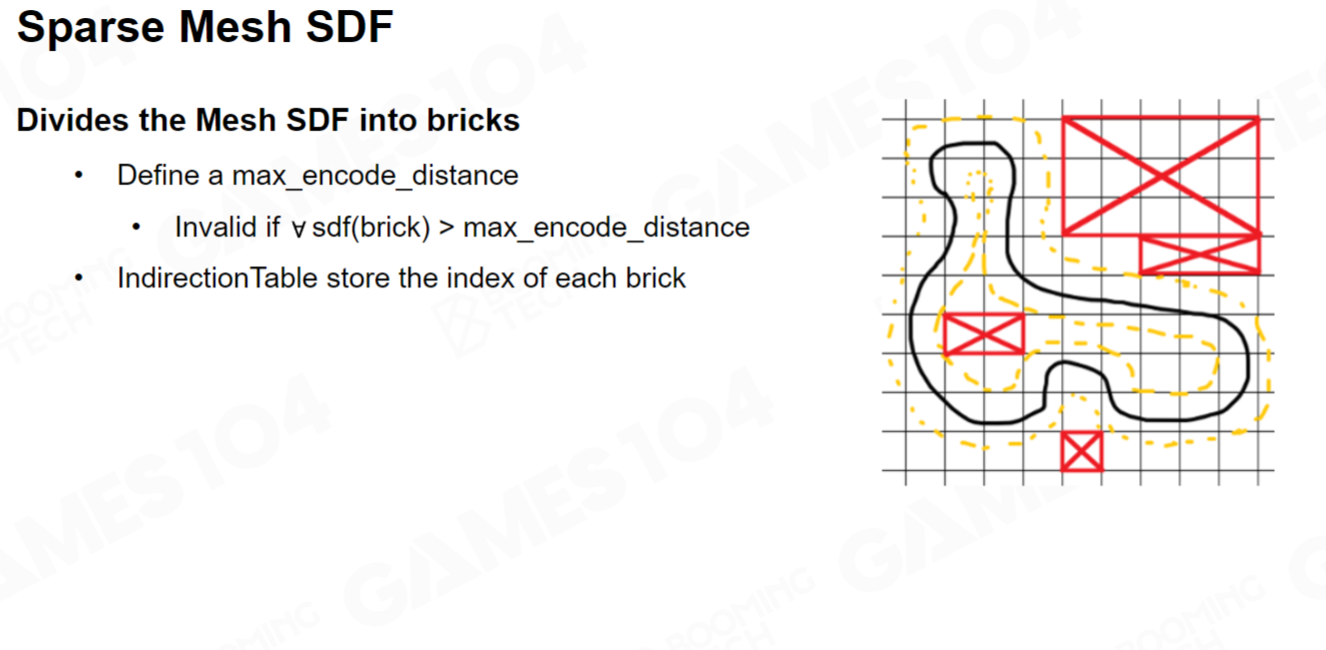 Sparse Mesh SDF
Divides the Mesh SDF into bricks
• Define a max_encode_distance
• Invalid if ∀ sdf(brick) > max_encode_distance
• IndirectionTable store the index of each brick
GAMES104
BOOMING
TECH